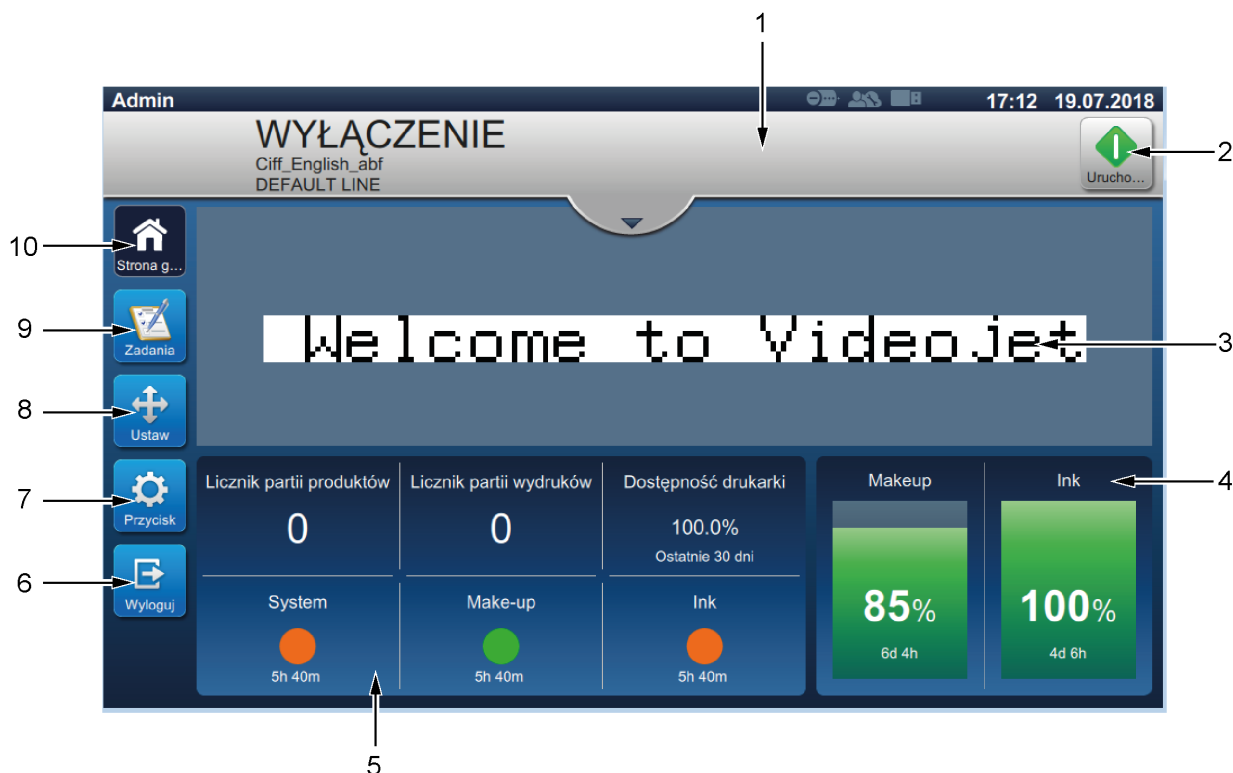 1
Admin
17:12 19.07.2018
WYŁĄCZENIE
Ciff_English_abf
DEFAULT LINE
Urucho...
2
10
Strona g...
9
Zadania
Welcome to Videojet
3
8
Ustaw
7
Przycisk
6
Wyloguj
Licznik partii produktów
0
Licznik partii wydruków
0
Dostępność drukarki
100.0%
Ostatnie 30 dni
System
5h 40m
Make-up
5h 40m
Ink
5h 40m
Makeup
85%
6d 4h
Ink
100%
4d 6h
4
5